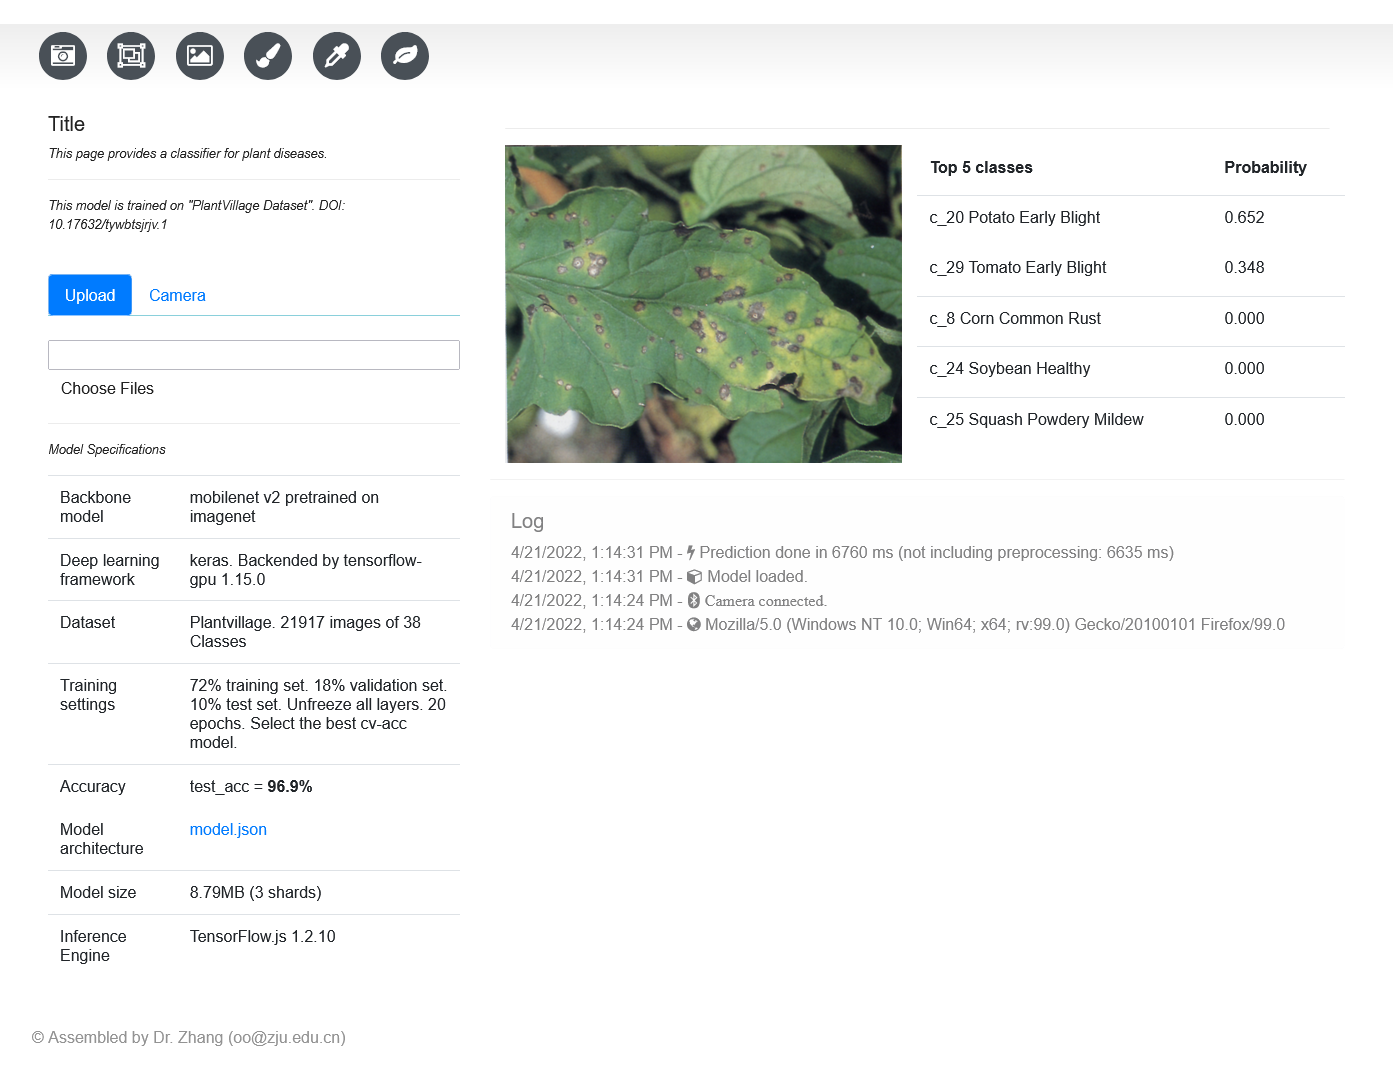 Title
This page provides a classifier for plant diseases.
This model is trained on "PlantVillage Dataset". DOI:
10.17632/tywbtsjrjv.1
Upload Camera
Choose Files
Model Specifications
Backbone model mobilenet v2 pretrained on imagenet
Deep learning framework keras. Backended by tensorflow-gpu 1.15.0
Dataset Plantvillage. 21917 images of 38 Classes
Training settings 72% training set. 18% validation set. 10% test set. Unfreeze all layers. 20 epochs. Select the best cv-acc model.
Accuracy test_acc = 96.9%
Model architecture model.json
Model size 8.79MB (3 shards)
Inference Engine TensorFlow.js 1.2.10
Top 5 classes Probability
c_20 Potato Early Blight 0.652
c_29 Tomato Early Blight 0.348
c_8 Corn Common Rust 0.000
c_24 Soybean Healthy 0.000
c_25 Squash Powdery Mildew 0.000
Log
4/21/2022, 1:14:31 PM - Prediction done in 6760 ms (not including preprocessing: 6635 ms)
4/21/2022, 1:14:31 PM - Model loaded.
4/21/2022, 1:14:24 PM - Camera connected.
4/21/2022, 1:14:24 PM - Mozilla/5.0 (Windows NT 10.0; Win64; x64; rv:99.0) Gecko/20100101 Firefox/99.0
© Assembled by Dr. Zhang (oo@zju.edu.cn)